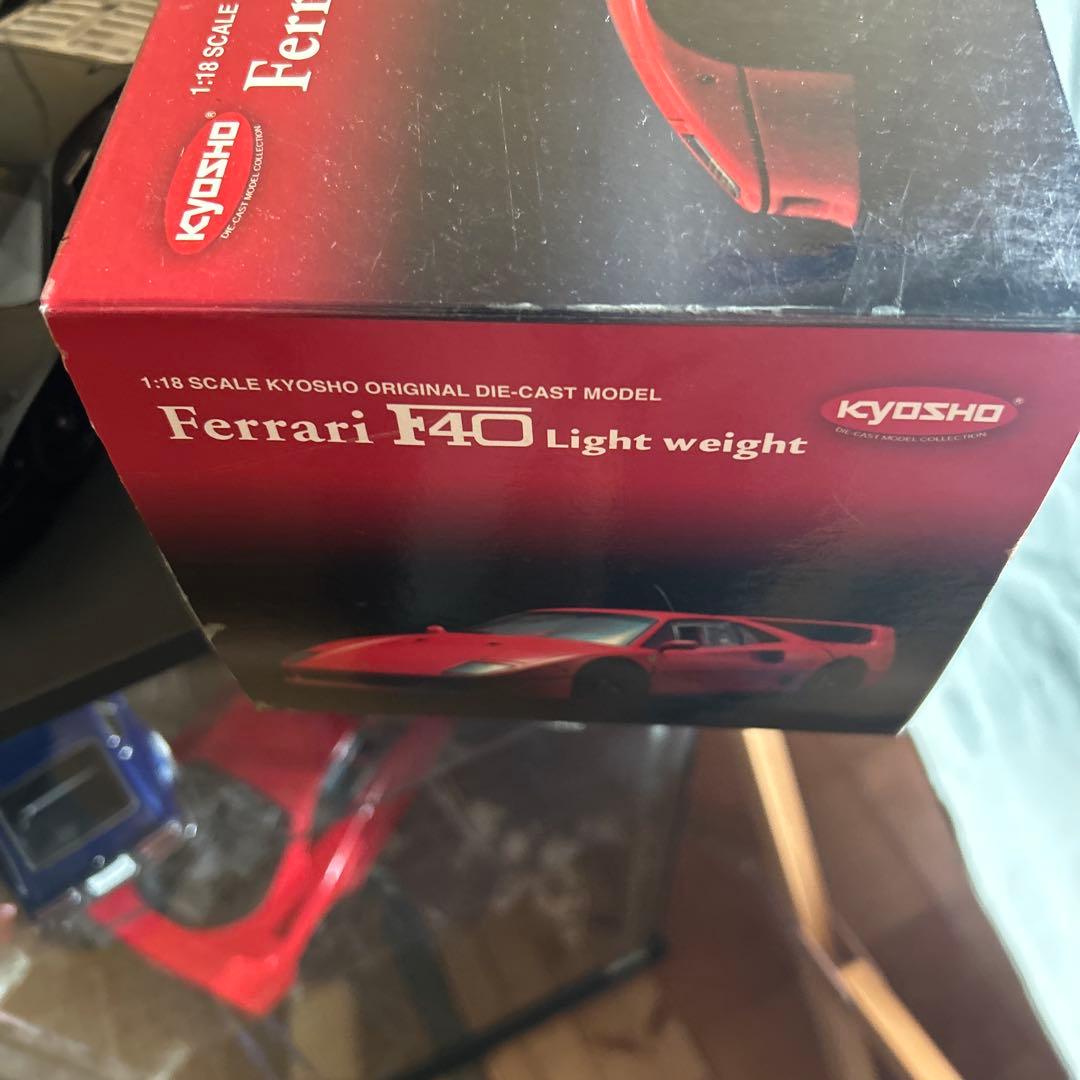 1:18 SCALE
Ferr
KYOSHO®
DIE-CAST MODEL COLLECTION
1:18 SCALE KYOSHO ORIGINAL DIE-CAST MODEL
Ferrari F40 Light weight
KYOSHO®
DIE-CAST MODEL COLLECTION